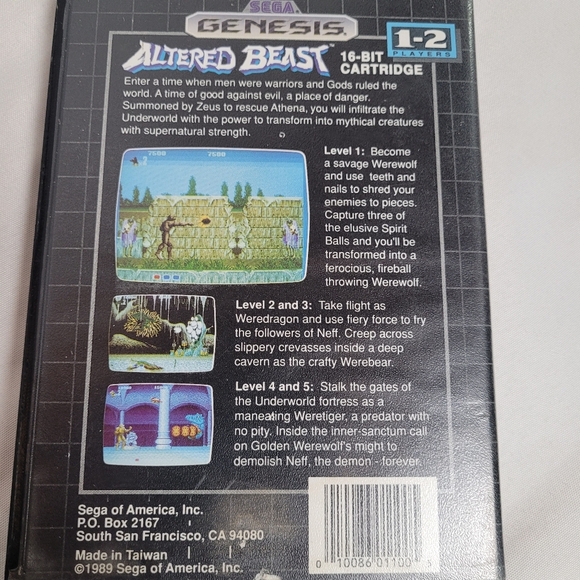 SEGA
GENESIS
1-2
PLAYERS
ALTERED BEAST™ 16-BIT
CARTRIDGE
Enter a time when men were warriors and Gods ruled the
world. A time of good against evil, a place of danger.
Summoned by Zeus to rescue Athena, you will infiltrate the
Underworld with the power to transform into mythical creatures
with supernatural strength.
Level 1: Become
a savage Werewolf
and use teeth and
nails to shred your
enemies to pieces.
Capture three of
the elusive Spirit
Balls and you'll be
transformed into a
ferocious, fireball
throwing Werewolf.
Level 2 and 3: Take flight as
Weredragon and use fiery force to fry
the followers of Neff. Creep across
slippery crevasses inside a deep
cavern as the crafty Werebear.
Level 4 and 5: Stalk the gates of
the Underworld fortress as a
maneating Weretiger, a predator with
no pity. Inside the inner-sanctum call
on Golden Werewolf's might to
demolish Neff, the demon - forever.
Sega of America, Inc.
P.O. Box 2167
South San Francisco, CA 94080
Made in Taiwan
©1989 Sega of America, Inc.
0 10086 01100 3